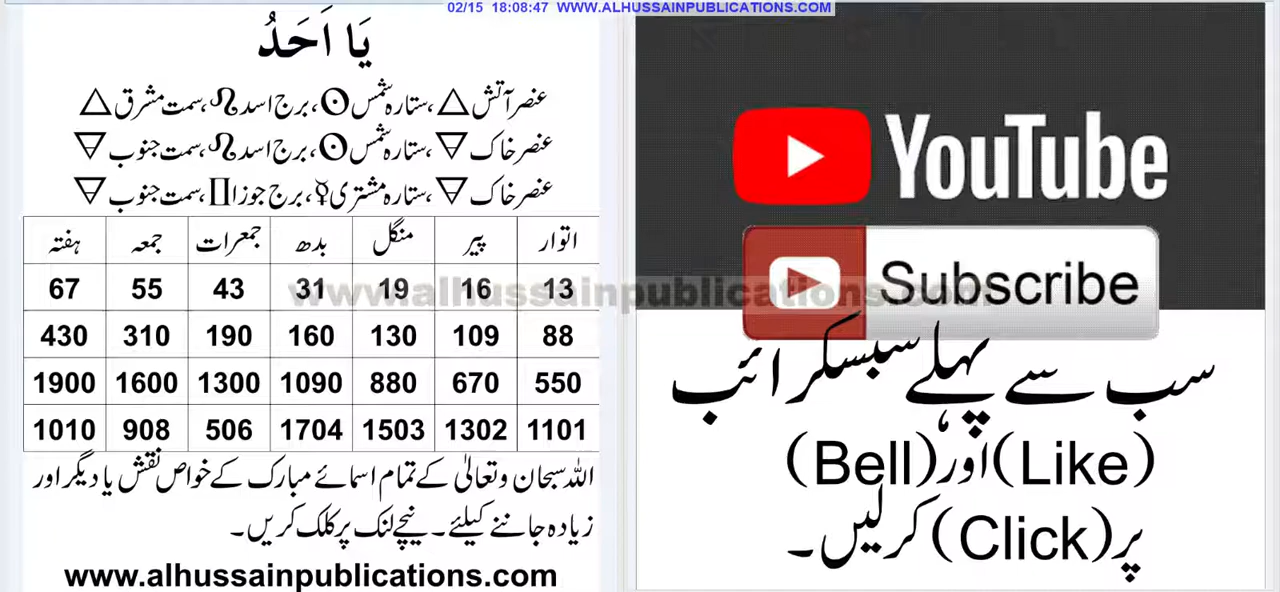 02/15 18:08:47 WWW.ALHUSSAINPUBLICATIONS.COM
یَا اَحَدُ
عنصر آتش △، ستارہ شمس ☉، برج اسد ♌، سمت مشرق △
عنصر خاک 🜃، ستارہ شمس ☉، برج اسد ♌، سمت جنوب 🜃
عنصر خاک 🜃، ستارہ مشتری ☿، برج جوزا ♊، سمت جنوب 🜃
اتوار پیر منگل بدھ جمعرات جمعہ ہفتہ
13 16 19 31 43 55 67
88 109 130 160 190 310 430
550 670 880 1090 1300 1600 1900
1101 1302 1503 1704 506 908 1010
اللہ سبحان وتعالیٰ کے تمام اسمائے مبارک کے خواص نقش یا دیگر اور
زیادہ جاننے کیلئے۔ نیچے لنک پر کلک کریں۔
www.alhussainpublications.com
YouTube
Subscribe
www.alhussainpublications.com
سب سے پہلے سبسکرائب
(Like) اور (Bell)
پر (Click) کرلیں۔